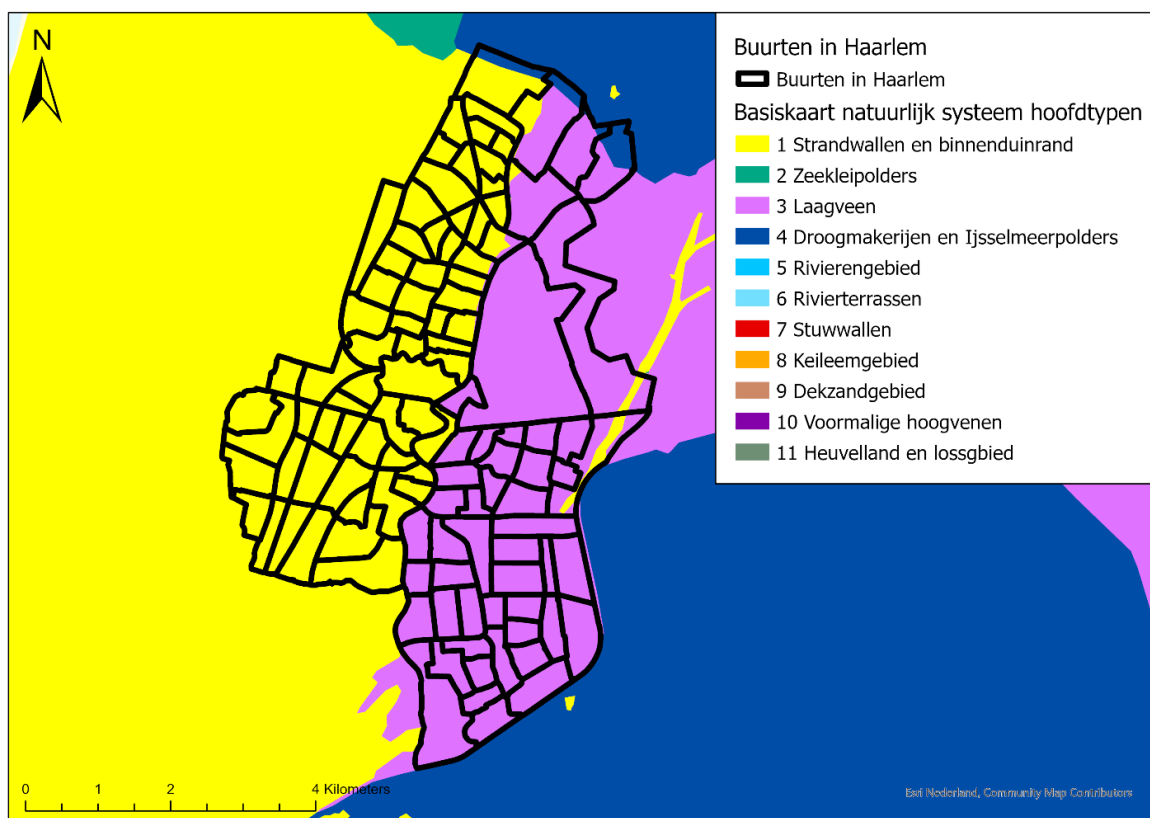 N
Buurten in Haarlem
Buurten in Haarlem
Basiskaart natuurlijk systeem hoofdtypen
1 Strandwallen en binnenduinrand
2 Zeekleipolders
3 Laagveen
4 Droogmakerijen en Ijsselmeerpolders
5 Rivierengebied
6 Rivierterrassen
7 Stuwwallen
8 Keileemgebied
9 Dekzandgebied
10 Voormalige hoogvenen
11 Heuvelland en lossgbied
0 1 2 4 Kilometers
Esri Nederland, Community Map Contributors